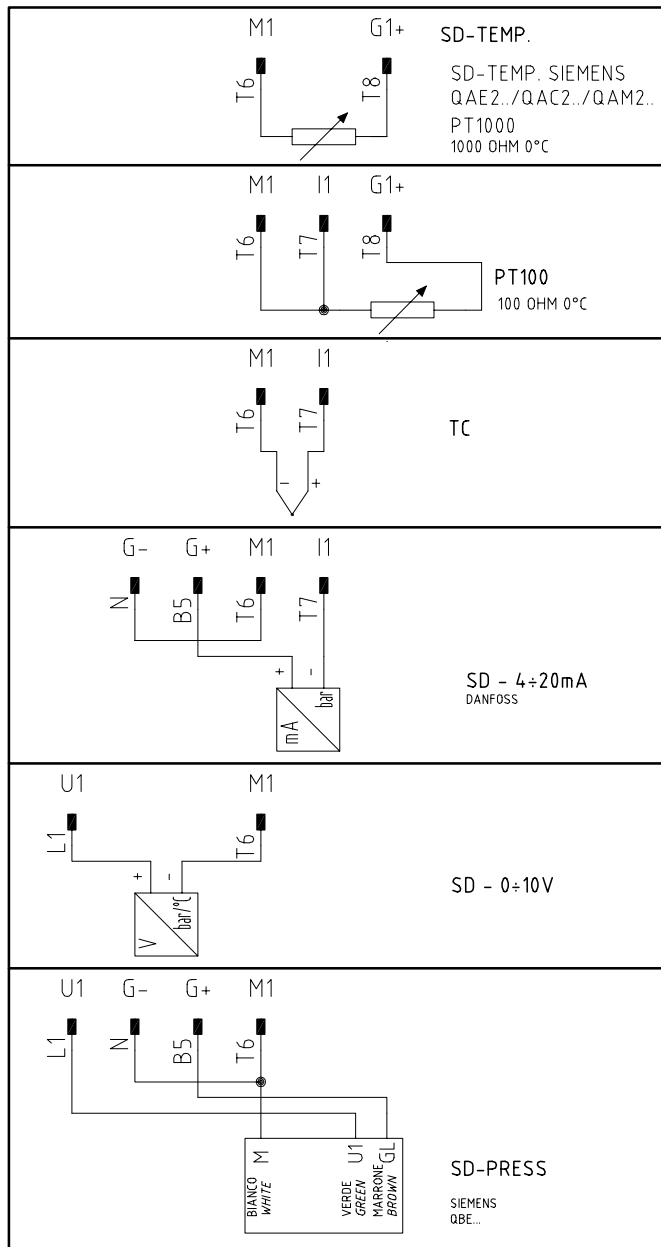 M1 G1+
T6 T8
SD-TEMP.
SD-TEMP. SIEMENS
QAE2../QAC2../QAM2..
PT1000
1000 OHM 0°C
M1 I1 G1+
T6 T7 T8
PT100
100 OHM 0°C
M1 I1
T6 T7
- +
TC
G- G+ M1 I1
N B5 T6 T7
+ -
mA bar
SD - 4÷20mA
DANFOSS
U1 M1
L1 T6
+ -
V bar/°C
SD - 0÷10V
U1 G- G+ M1
L1 N B5 T6
M U1 GL
BIANCO VERDE MARRONE
WHITE GREEN BROWN
SD-PRESS
SIEMENS
QBE...